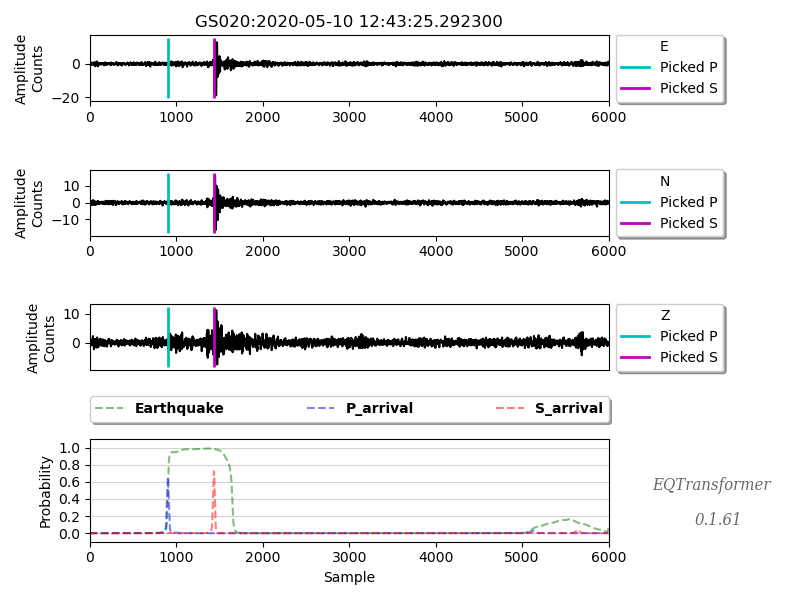 GS020:2020-05-10 12:43:25.292300
Amplitude
Counts
0
−20
0 1000 2000 3000 4000 5000 6000
E
Picked P
Picked S
Amplitude
Counts
10
0
−10
0 1000 2000 3000 4000 5000 6000
N
Picked P
Picked S
Amplitude
Counts
10
0
Z
Picked P
Picked S
Earthquake P_arrival S_arrival
Probability
1.0
0.8
0.6
0.4
0.2
0.0
0 1000 2000 3000 4000 5000 6000
Sample
EQTransformer
0.1.61